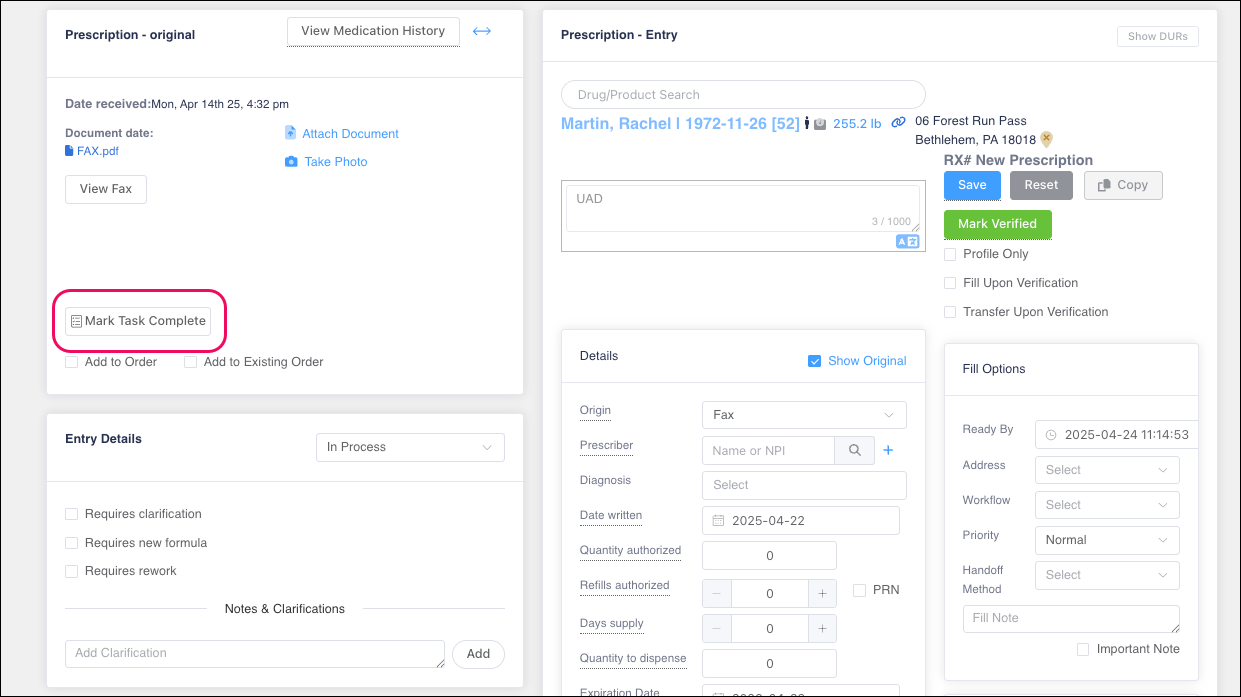 Prescription - original
View Medication History
Date received:Mon, Apr 14th 25, 4:32 pm
Document date:
FAX.pdf
Attach Document
Take Photo
View Fax
Mark Task Complete
Add to Order
Add to Existing Order
Entry Details
In Process
Requires clarification
Requires new formula
Requires rework
Notes & Clarifications
Add Clarification
Add
Prescription - Entry
Show DURs
Drug/Product Search
Martin, Rachel | 1972-11-26 [52]
255.2 lb
06 Forest Run Pass
Bethlehem, PA 18018
UAD
3 / 1000
RX# New Prescription
Save
Reset
Copy
Mark Verified
Profile Only
Fill Upon Verification
Transfer Upon Verification
Details
Show Original
Origin
Fax
Prescriber
Name or NPI
Diagnosis
Select
Date written
2025-04-22
Quantity authorized
0
Refills authorized
0
PRN
Days supply
0
Quantity to dispense
0
Expiration Date
Fill Options
Ready By
2025-04-24 11:14:53
Address
Select
Workflow
Select
Priority
Normal
Handoff
Method
Select
Fill Note
Important Note